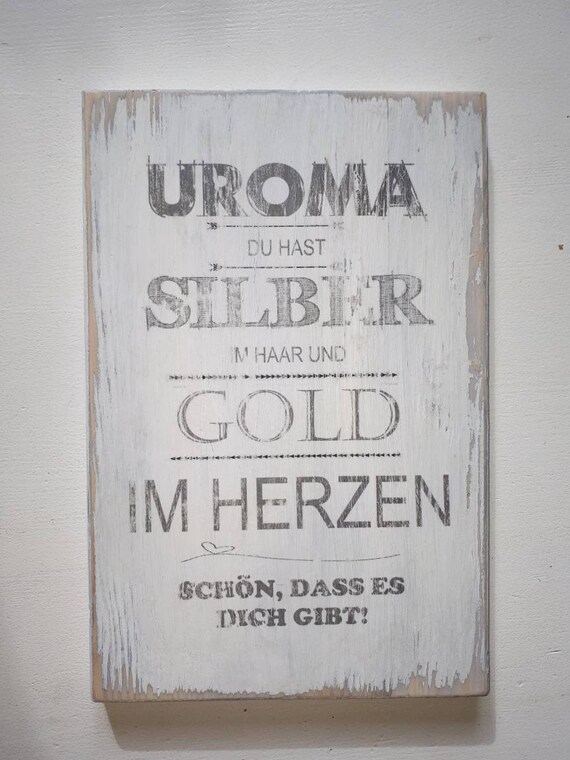 UROMA
DU HAST
SILBER
IM HAAR UND
GOLD
IM HERZEN
SCHÖN, DASS ES
DICH GIBT!